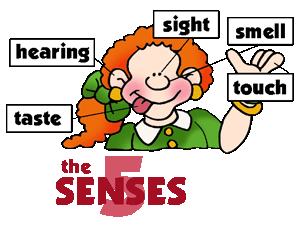 sight
smell
hearing
touch
taste
the 5
SENSES